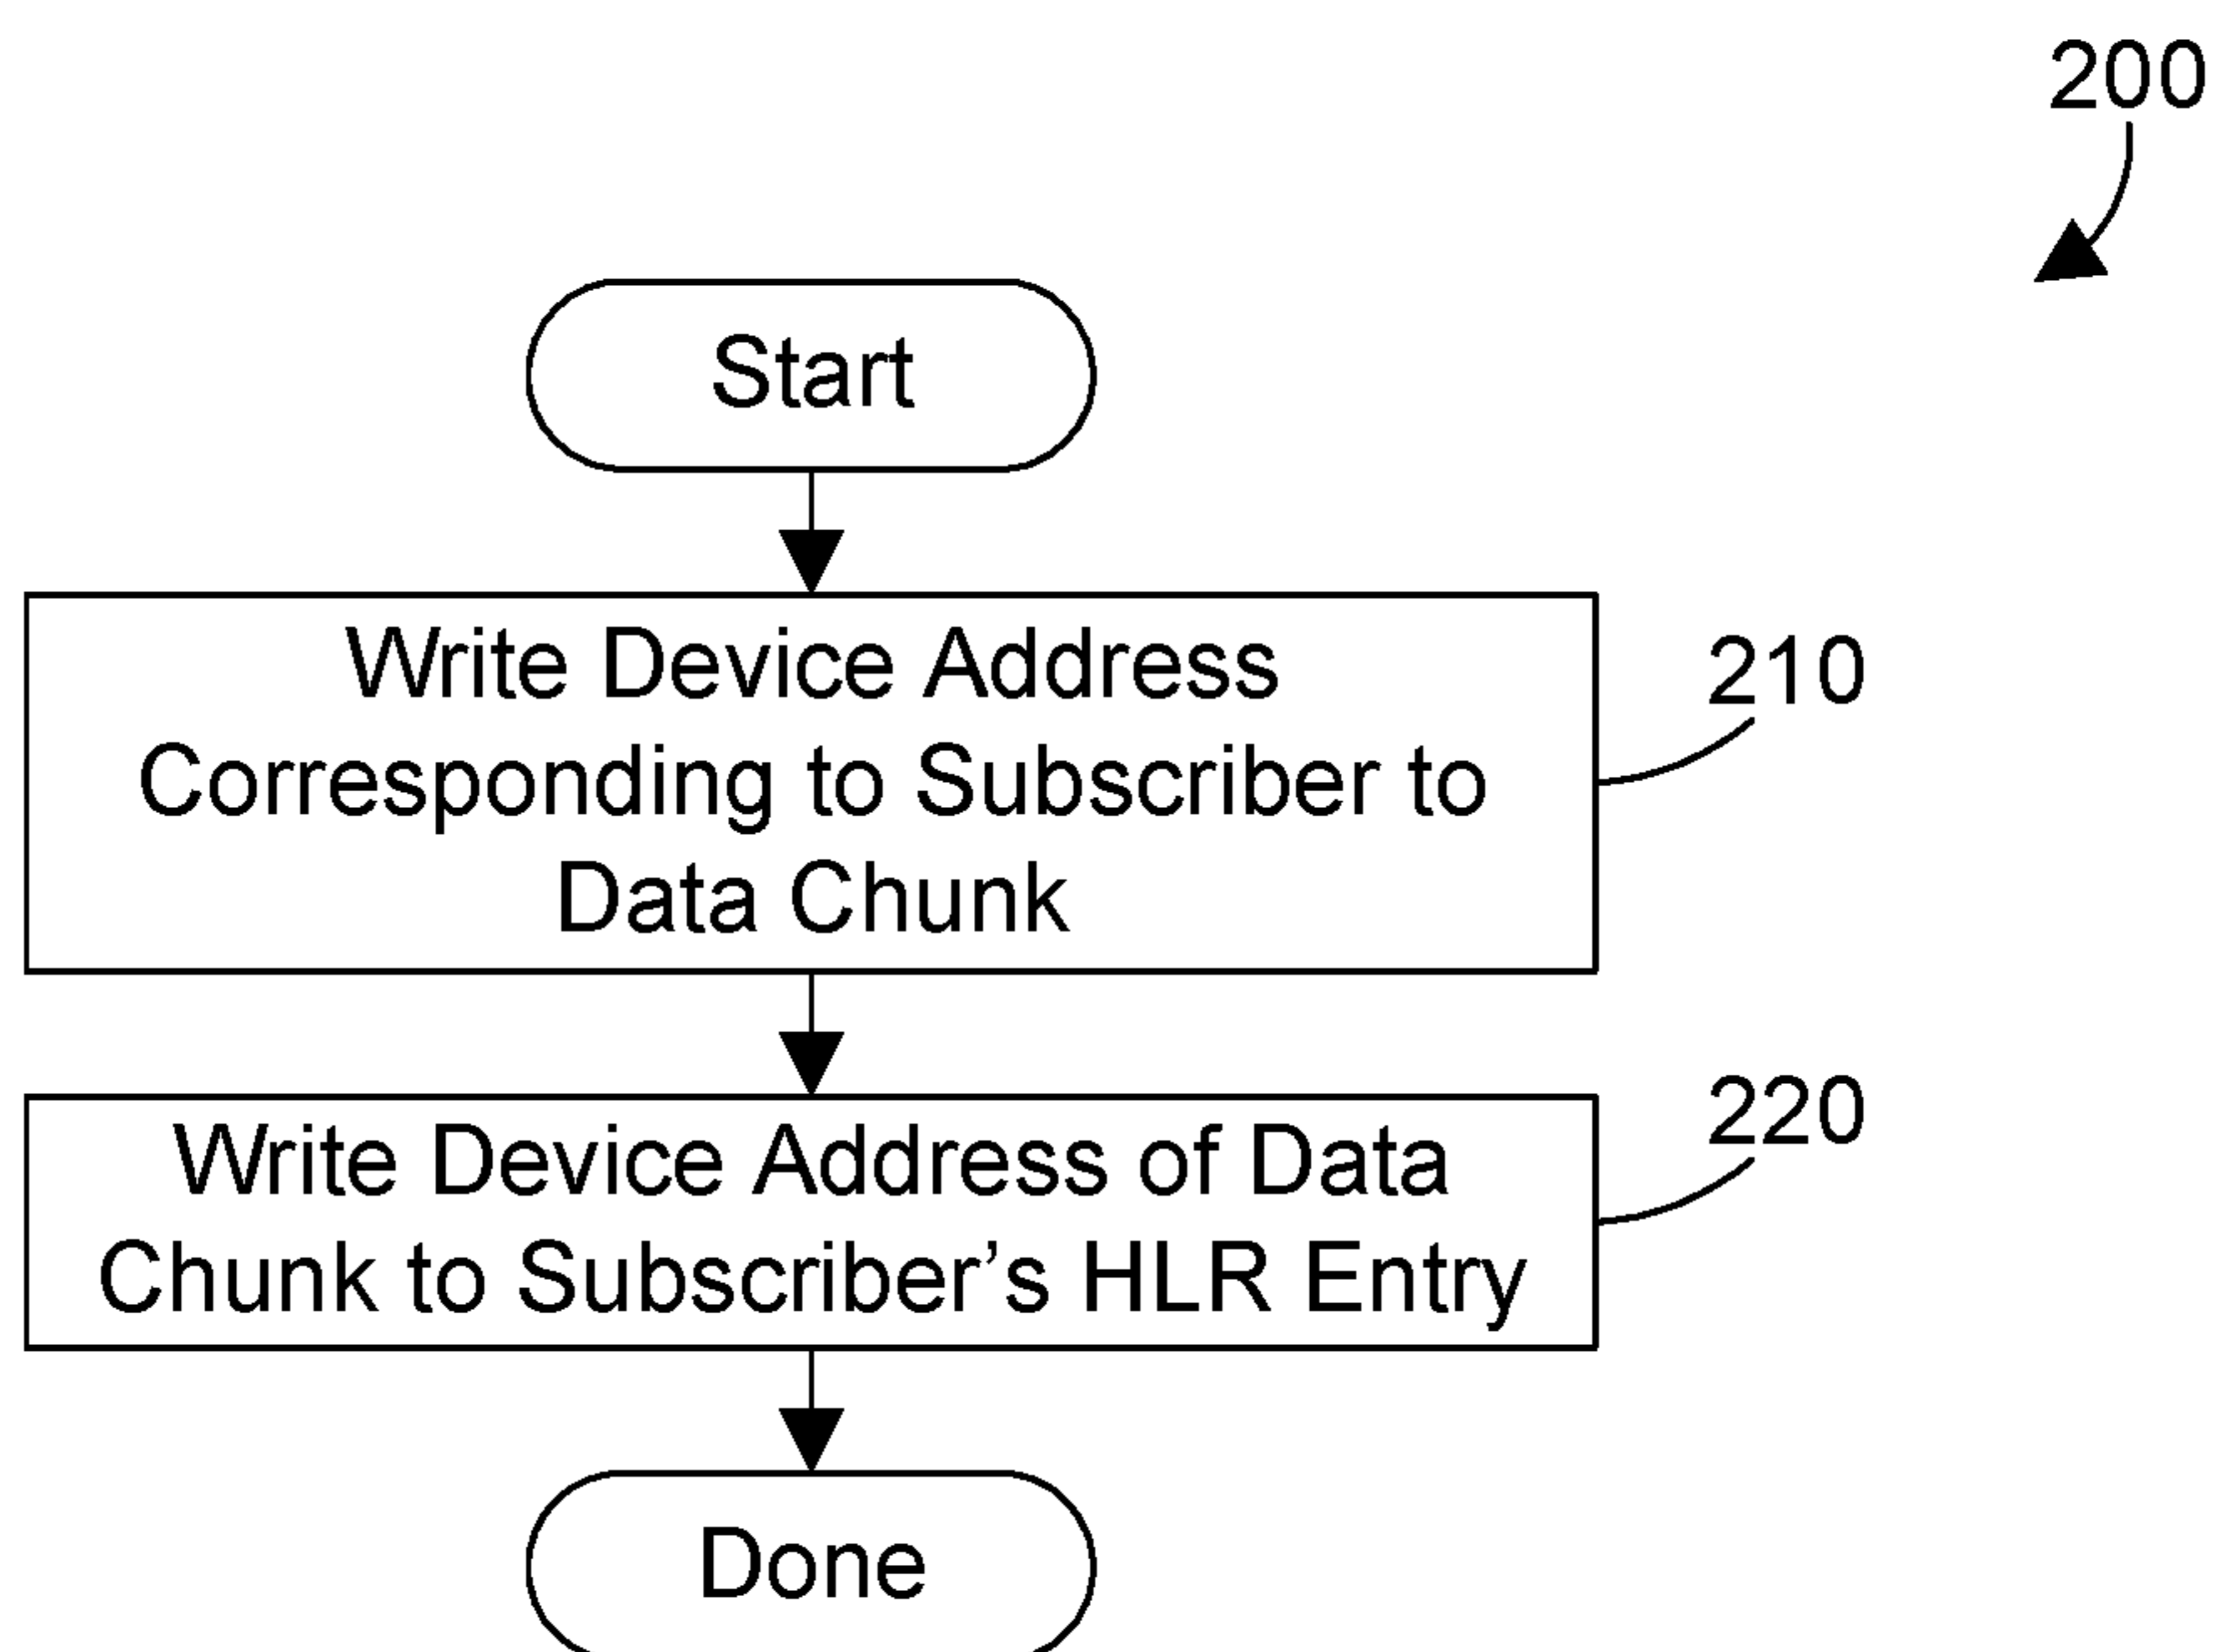 200
Start
Write Device Address
Corresponding to Subscriber to
Data Chunk
210
Write Device Address of Data
Chunk to Subscriber's HLR Entry
220
Done